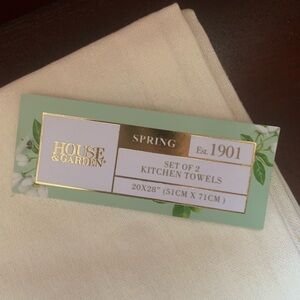 HOUSE
& GARDEN
SPRING
Est. 1901
SET OF 2
KITCHEN TOWELS
20X28" (51CM X 71CM)